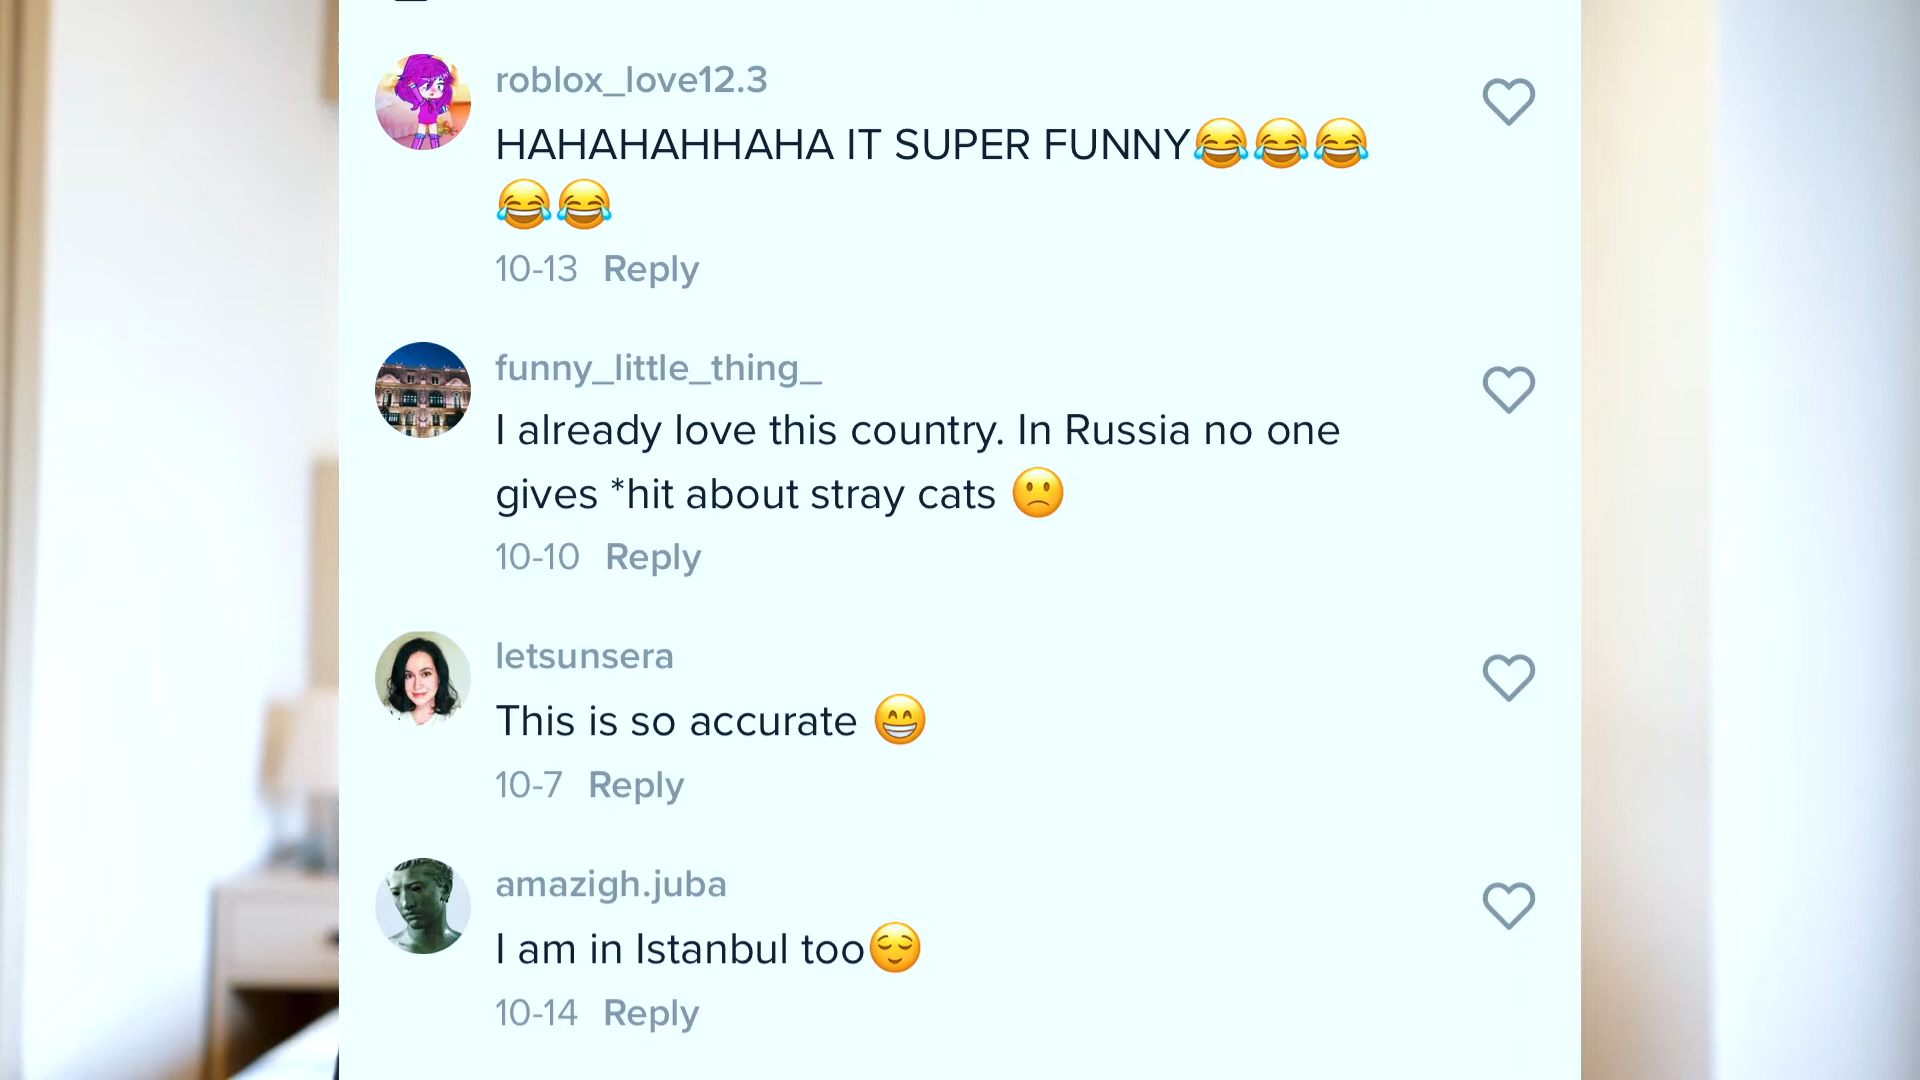 roblox_love12.3
HAHAHAHHAHA IT SUPER FUNNY😂😂😂
😂😂
10-13 Reply
funny_little_thing_
I already love this country. In Russia no one
gives *hit about stray cats 🙁
10-10 Reply
letsunsera
This is so accurate 😁
10-7 Reply
amazigh.juba
I am in Istanbul too😌
10-14 Reply